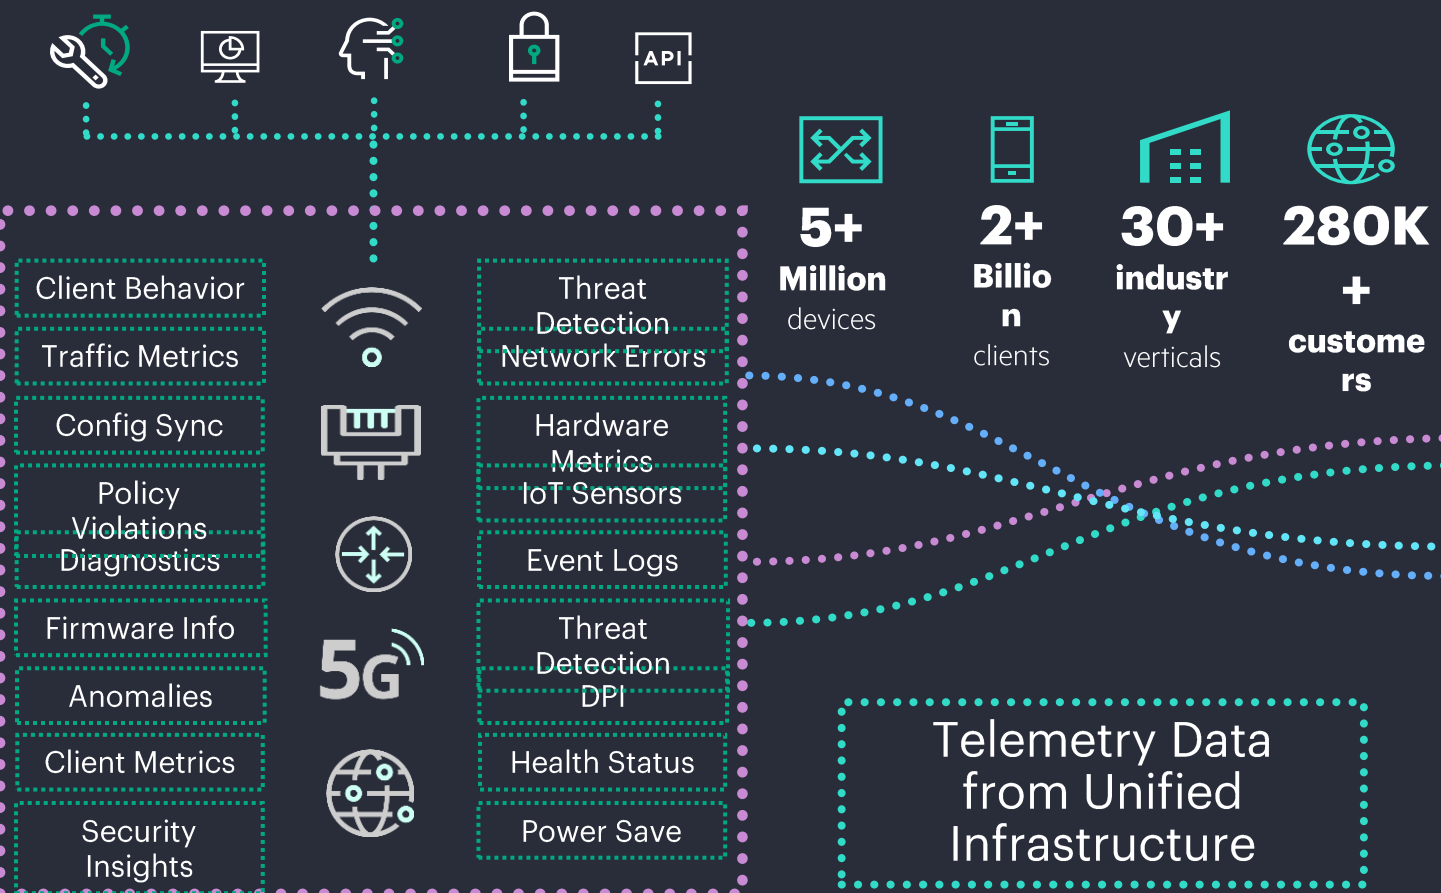 API
Client Behavior
Traffic Metrics
Config Sync
Policy
Violations
Diagnostics
Firmware Info
Anomalies
Client Metrics
Security
Insights
5G
Threat
Detection
Network Errors
Hardware
Metrics
IoT Sensors
Event Logs
Threat
Detection
DPI
Health Status
Power Save
5+
Million
devices
2+
Billio
n
clients
30+
industr
y
verticals
280K
+
custome
rs
Telemetry Data
from Unified
Infrastructure